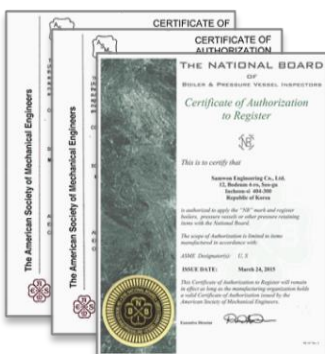 CERTIFICATE OF
CERTIFICATE OF
AUTHORIZATION
The American Society of Mechanical Engineers
The American Society of Mechanical Engineers
THE NATIONAL BOARD
OF
BOILER & PRESSURE VESSEL INSPECTORS
Certificate of Authorization
to Register
This is to certify that
Samwon Engineering Co., Ltd.
Republic of Korea
is authorized to apply the "NB" mark and register
boilers, pressure vessels or other pressure retaining
items with the National Board.
The scope of Authorization is limited to items
manufactured in accordance with:
ASME Designator(s): U, S
ISSUE DATE: March 24, 2015
This Certificate of Authorization to Register will remain
in effect as long as the manufacturing organization holds
a valid Certificate of Authorization issued by the
American Society of Mechanical Engineers.
Executive Director